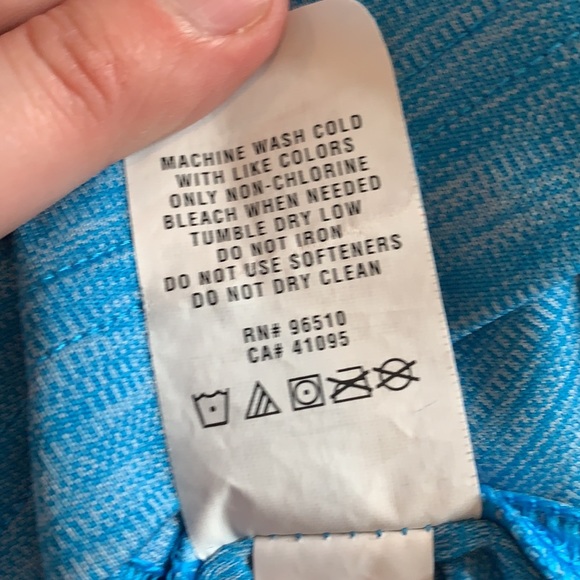 MACHINE WASH COLD
WITH LIKE COLORS
ONLY NON-CHLORINE
BLEACH WHEN NEEDED
TUMBLE DRY LOW
DO NOT IRON
DO NOT USE SOFTENERS
DO NOT DRY CLEAN
RN# 96510
CA# 41095